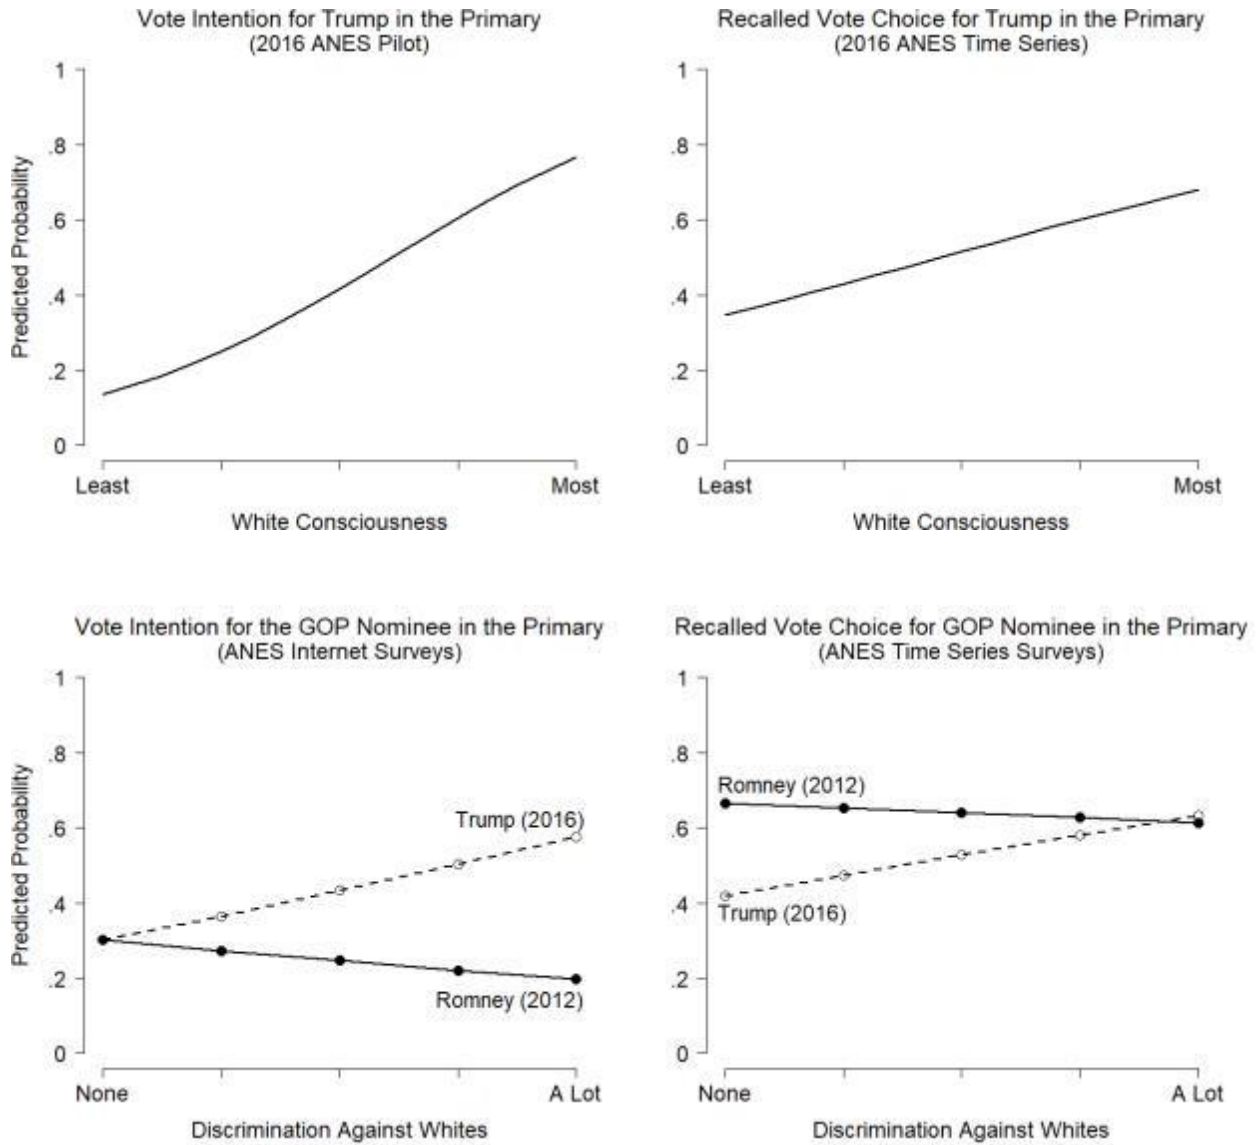 Vote Intention for Trump in the Primary
(2016 ANES Pilot)
1
.8
.6
.4
.2
0
Predicted Probability
Least
Most
White Consciousness
Recalled Vote Choice for Trump in the Primary
(2016 ANES Time Series)
1
.8
.6
.4
.2
0
Least
Most
White Consciousness
Vote Intention for the GOP Nominee in the Primary
(ANES Internet Surveys)
1
.8
.6
.4
.2
0
Predicted Probability
Trump (2016)
Romney (2012)
None
A Lot
Discrimination Against Whites
Recalled Vote Choice for GOP Nominee in the Primary
(ANES Time Series Surveys)
1
.8
.6
.4
.2
0
Romney (2012)
Trump (2016)
None
A Lot
Discrimination Against Whites